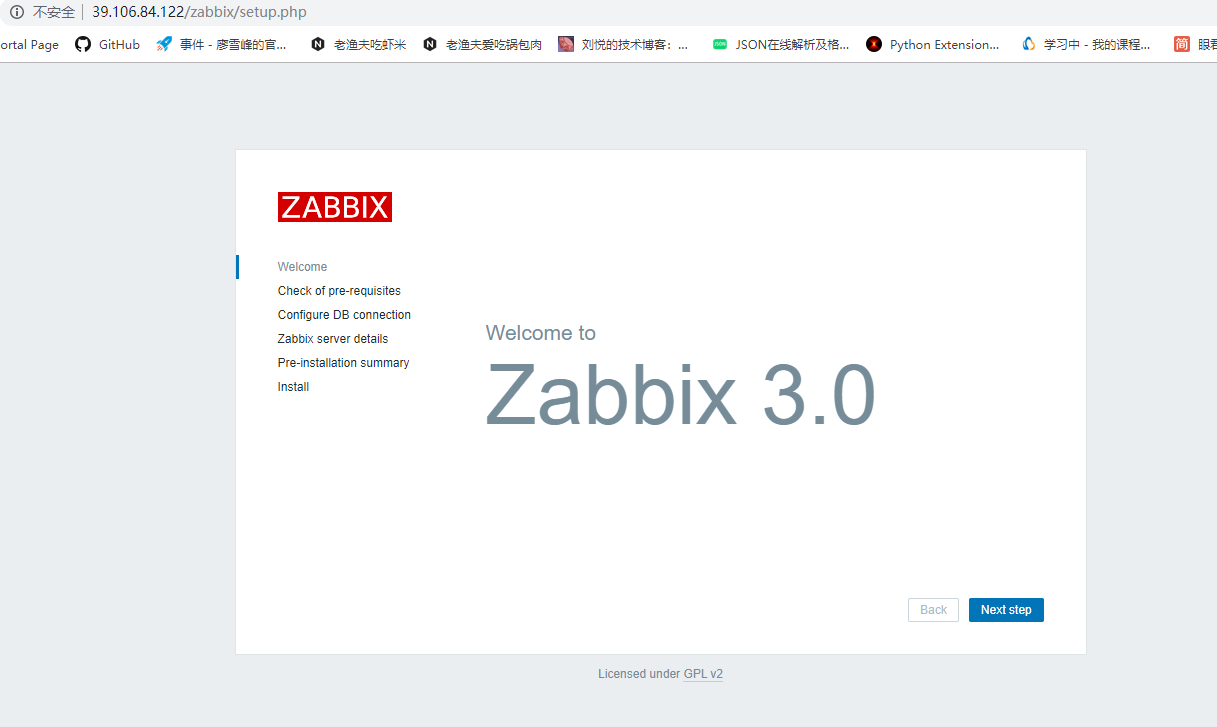 不安全 39.106.84.122/zabbix/setup.php
ortal Page GitHub 事件 - 廖雪峰的官... 老渔夫吃虾米 老渔夫爱吃锅包肉 刘悦的技术博客：... JSON在线解析及格... Python Extension... 学习中 - 我的课程... 简 眼看
ZABBIX
Welcome
Check of pre-requisites
Configure DB connection
Zabbix server details
Pre-installation summary
Install
Welcome to
Zabbix 3.0
Back Next step
Licensed under GPL v2